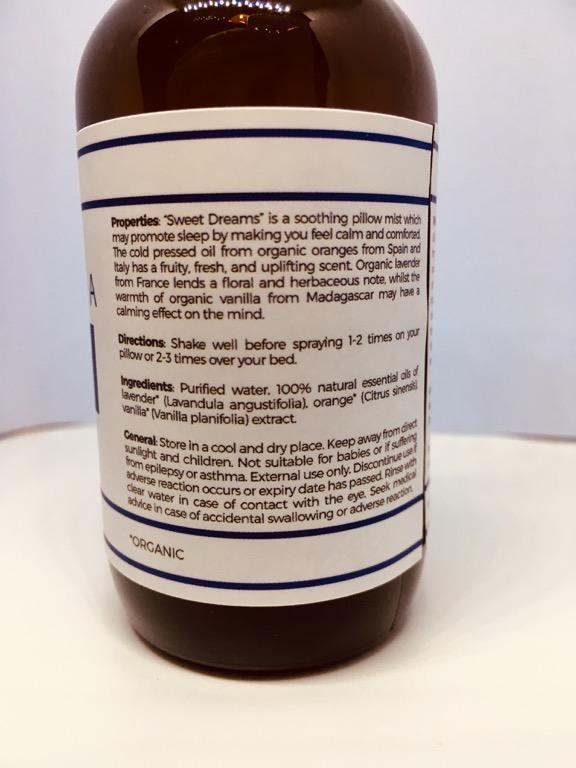 Properties: "Sweet Dreams" is a soothing pillow mist which
may promote sleep by making you feel calm and comforted.
The cold pressed oil from organic oranges from Spain and
Italy has a fruity, fresh, and uplifting scent. Organic lavender
from France lends a floral and herbaceous note, whilst the
warmth of organic vanilla from Madagascar may have a
calming effect on the mind.
Directions: Shake well before spraying 1-2 times on your
pillow or 2-3 times over your bed.
Ingredients: Purified water, 100% natural essential oils of
lavender* (Lavandula angustifolia), orange* (Citrus sinensis),
vanilla* (Vanilla planifolia) extract.
General: Store in a cool and dry place. Keep away from direct
sunlight and children. Not suitable for babies or if suffering
from epilepsy or asthma. External use only. Discontinue use if
adverse reaction occurs or expiry date has passed. Rinse with
clear water in case of contact with the eye. Seek medical
advice in case of accidental swallowing or adverse reaction.
*ORGANIC
A